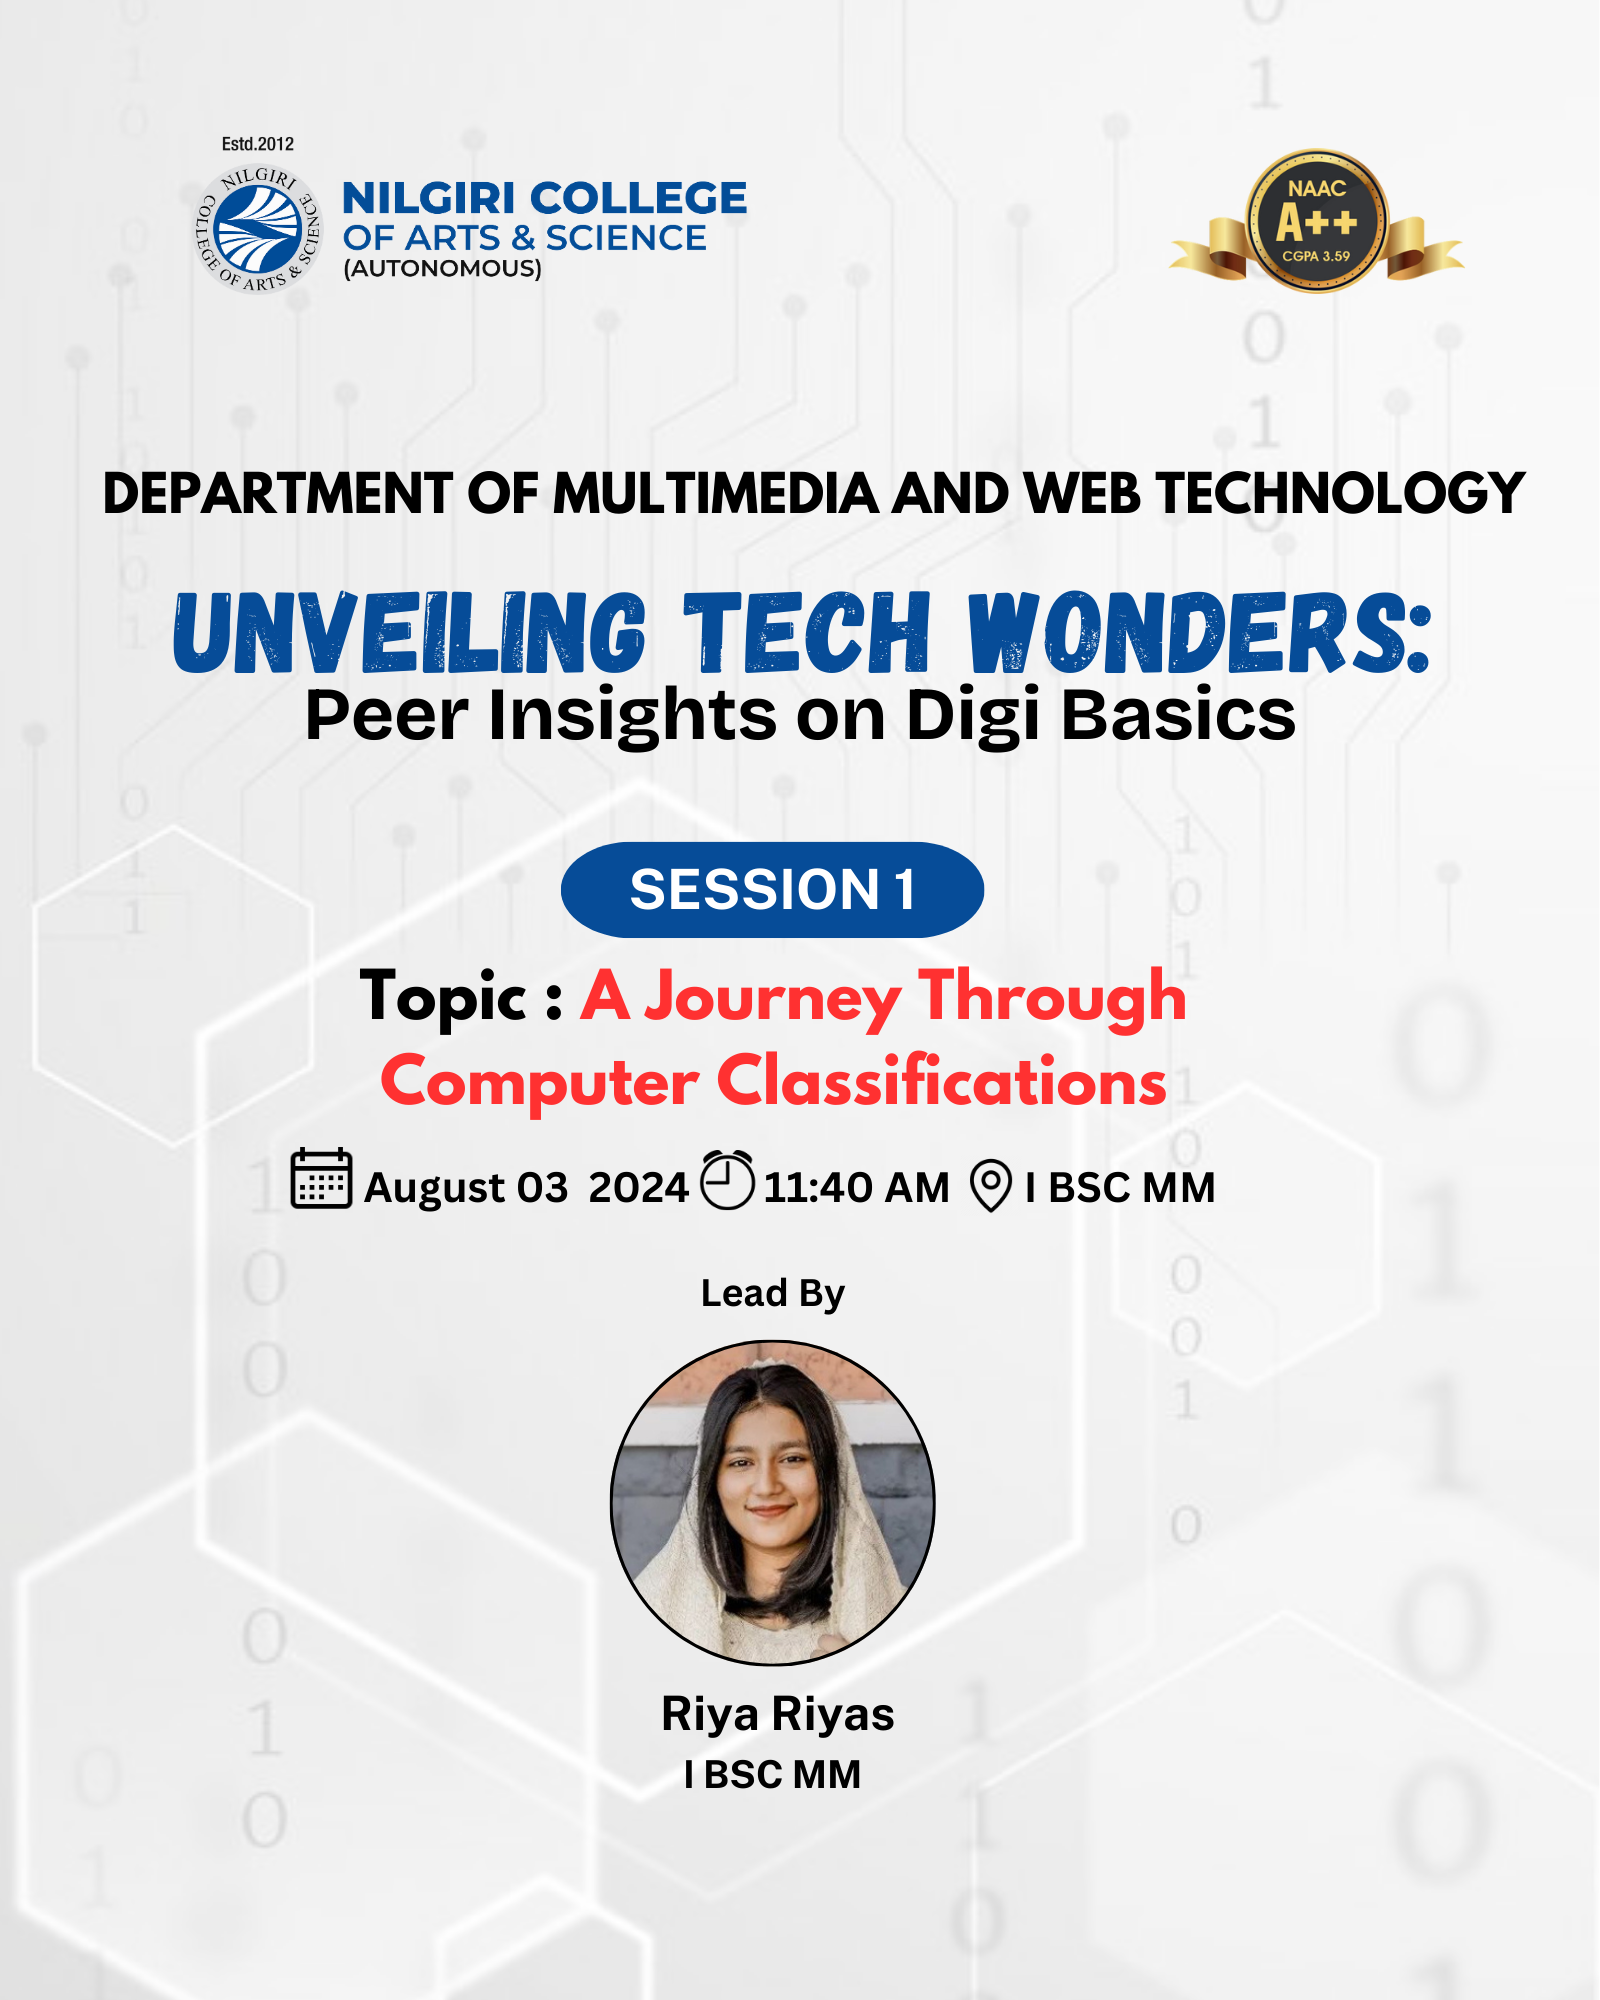 Estd.2012
NILGIRI
COLLEGE OF ARTS & SCIENCE
NILGIRI COLLEGE
OF ARTS & SCIENCE
(AUTONOMOUS)
NAAC
A++
CGPA 3.59
DEPARTMENT OF MULTIMEDIA AND WEB TECHNOLOGY
UNVEILING TECH WONDERS:
Peer Insights on Digi Basics
SESSION 1
Topic : A Journey Through
Computer Classifications
August 03 2024 11:40 AM I BSC MM
Lead By
Riya Riyas
I BSC MM